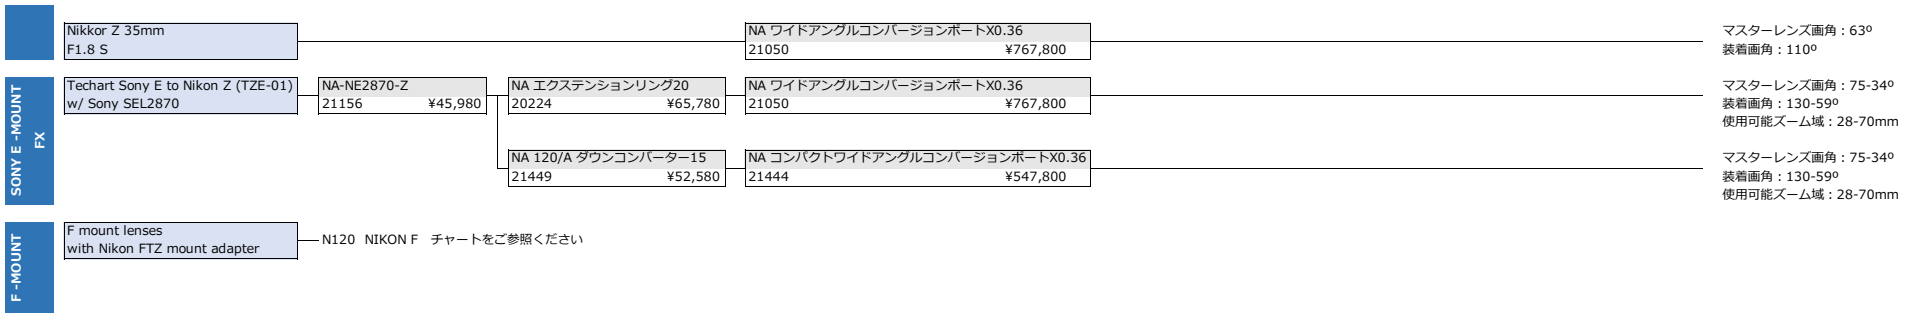 Nikkor Z 35mm
F1.8 S
NA ワイドアングルコンバージョンポートX0.36
21050 ¥767,800
マスターレンズ画角：63º
装着画角：110º
SONY E -MOUNT
FX
Techart Sony E to Nikon Z (TZE-01)
w/ Sony SEL2870
NA-NE2870-Z
21156 ¥45,980
NA エクステンションリング20
20224 ¥65,780
NA ワイドアングルコンバージョンポートX0.36
21050 ¥767,800
マスターレンズ画角：75-34º
装着画角：130-59º
使用可能ズーム域：28-70mm
NA 120/A ダウンコンバーター15
21449 ¥52,580
NA コンパクトワイドアングルコンバージョンポートX0.36
21444 ¥547,800
マスターレンズ画角：75-34º
装着画角：130-59º
使用可能ズーム域：28-70mm
F -MOUNT
F mount lenses
with Nikon FTZ mount adapter
N120 NIKON F　チャートをご参照ください